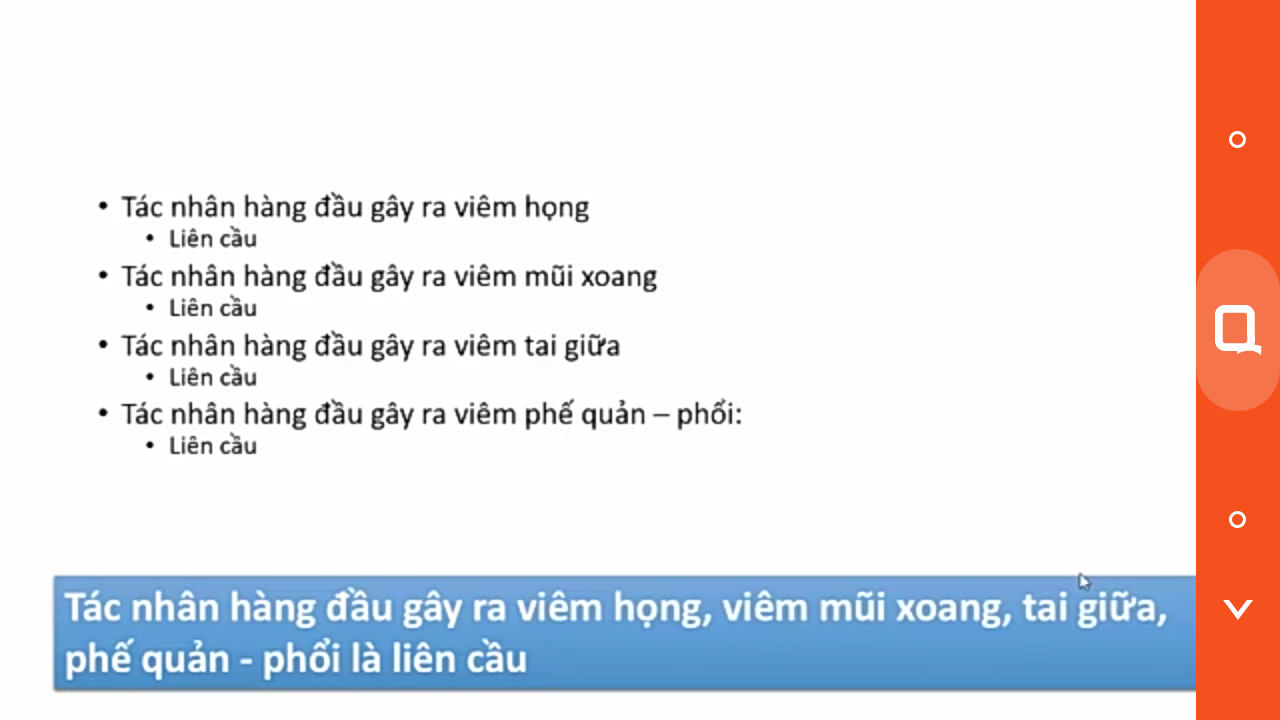 • Tác nhân hàng đầu gây ra viêm họng
• Liên cầu
• Tác nhân hàng đầu gây ra viêm mũi xoang
• Liên cầu
• Tác nhân hàng đầu gây ra viêm tai giữa
• Liên cầu
• Tác nhân hàng đầu gây ra viêm phế quản – phổi:
• Liên cầu
Tác nhân hàng đầu gây ra viêm họng, viêm mũi xoang, tai giữa,
phế quản - phổi là liên cầu